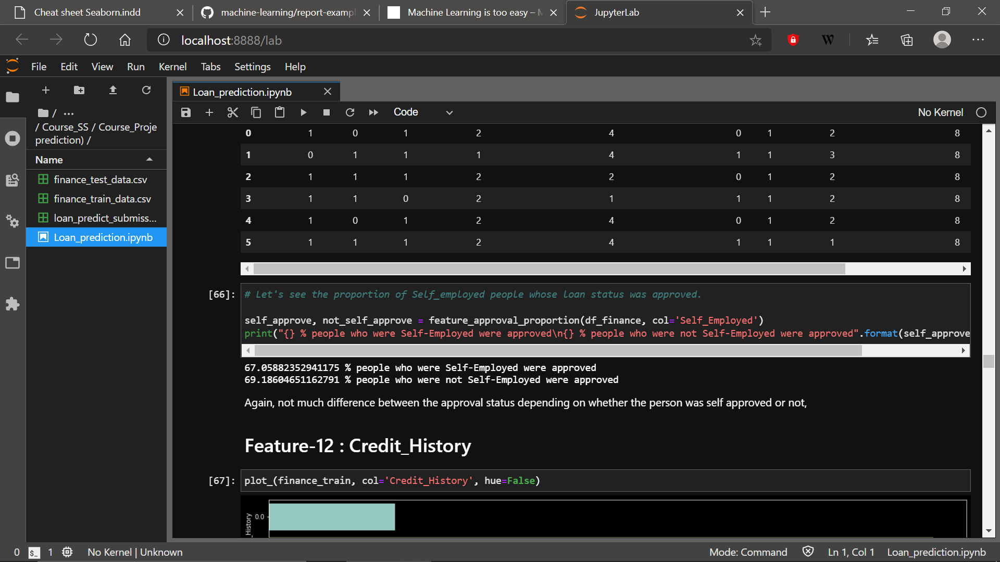 Cheat sheet Seaborn.indd
machine-learning/report-exampl
Machine Learning is too easy –
JupyterLab
localhost:8888/lab
W
File Edit View Run Kernel Tabs Settings Help
/ …
/ Course_SS / Course_Proje
prediction) /
Name
finance_test_data.csv
finance_train_data.csv
loan_predict_submiss...
Loan_prediction.ipynb
Loan_prediction.ipynb
Code
No Kernel
0 1 0 1 2 4 0 1 2 8
1 0 1 1 1 4 1 1 3 8
2 1 1 1 2 2 0 1 2 8
3 1 1 0 2 1 1 1 2 8
4 1 0 1 2 4 0 1 2 8
5 1 1 1 2 4 1 1 1 8
[66]: # Let's see the proportion of Self_employed people whose loan status was approved.
self_approve, not_self_approve = feature_approval_proportion(df_finance, col='Self_Employed')
print("{} % people who were Self-Employed were approved\n{} % people who were not Self-Employed were approved".format(self_approve
67.05882352941175 % people who were Self-Employed were approved
69.18604651162791 % people who were not Self-Employed were approved
Again, not much difference between the approval status depending on whether the person was self approved or not,
Feature-12 : Credit_History
[67]: plot_(finance_train, col='Credit_History', hue=False)
0.0
_History
0 $_ 1 No Kernel | Unknown
Mode: Command Ln 1, Col 1 Loan_prediction.ipynb